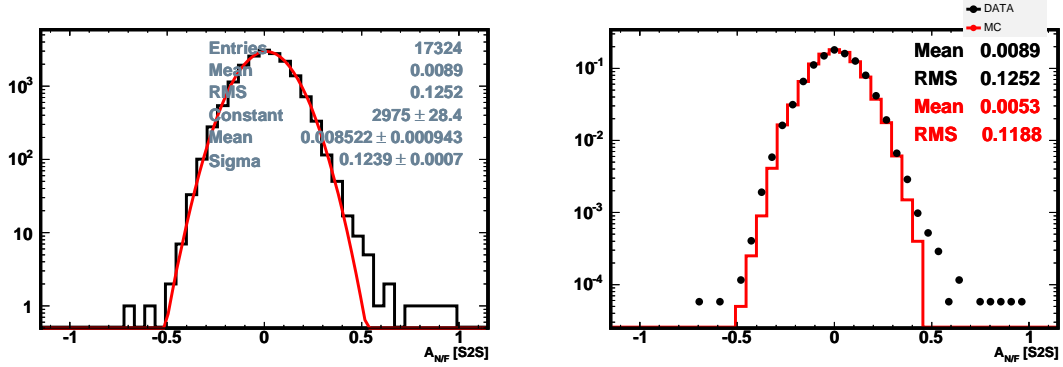 Entries 17324
Mean 0.0089
RMS 0.1252
Constant 2975 ± 28.4
Mean 0.008522 ± 0.000943
Sigma 0.1239 ± 0.0007
10³
10²
10
1
-1 -0.5 0 0.5 1
A_N/F [S2S]
DATA
MC
Mean 0.0089
RMS 0.1252
Mean 0.0053
RMS 0.1188
10⁻¹
10⁻²
10⁻³
10⁻⁴
-1 -0.5 0 0.5 1
A_N/F [S2S]